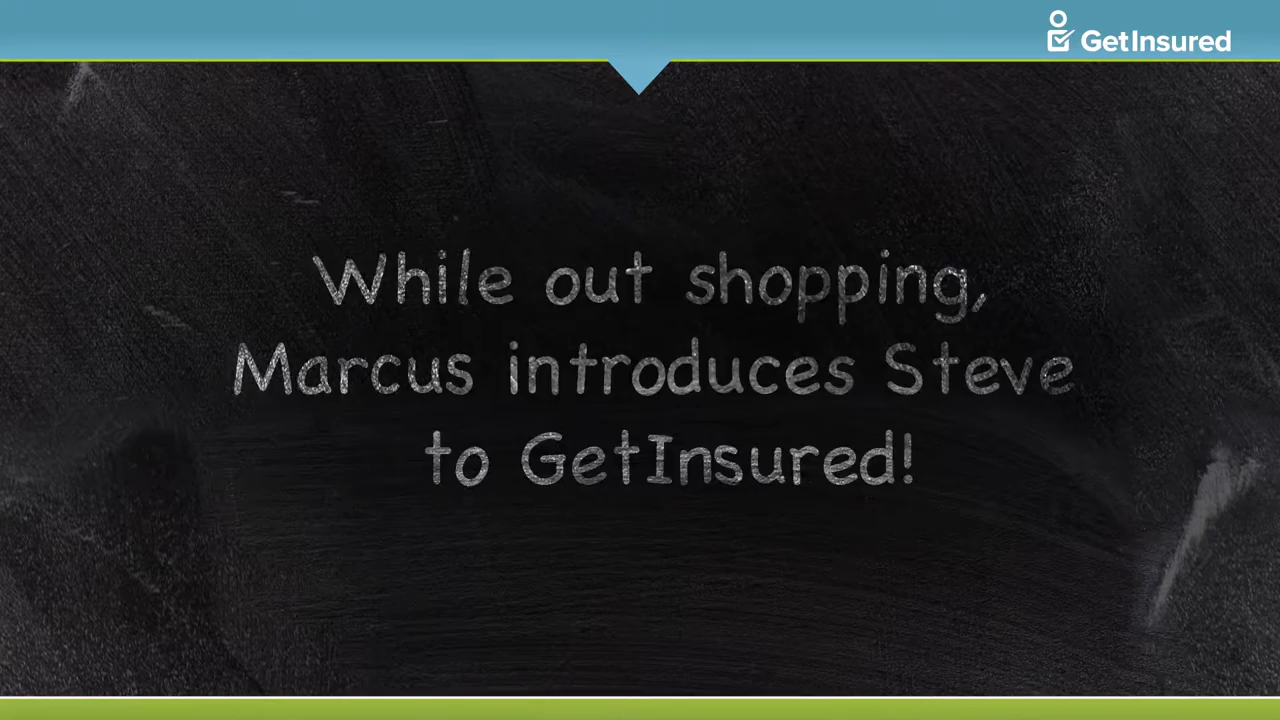 GetInsured
While out shopping,
Marcus introduces Steve
to GetInsured!